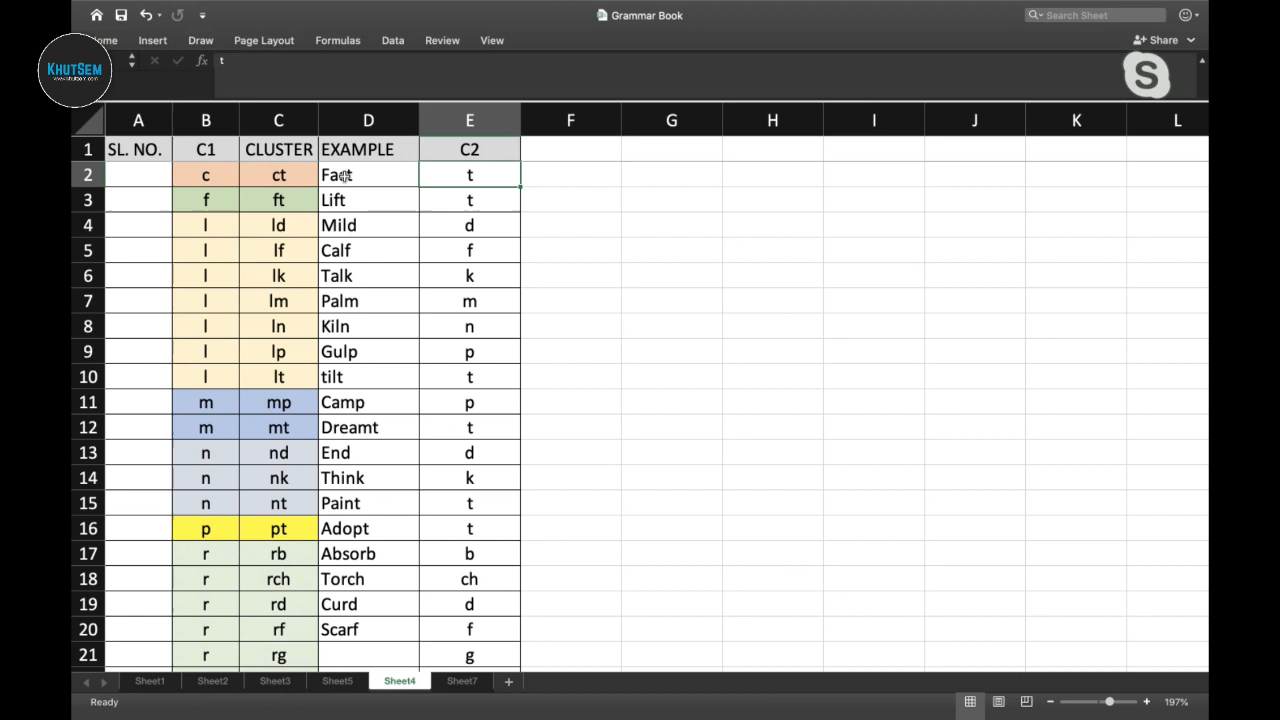 Grammar Book
Search Sheet
ome Insert Draw Page Layout Formulas Data Review View
Share
KHUTSEM
www.khutsem.com
fx t
S
A B C D E F G H I J K L
1 SL. NO. C1 CLUSTER EXAMPLE C2
2 c ct Fact t
3 f ft Lift t
4 l ld Mild d
5 l lf Calf f
6 l lk Talk k
7 l lm Palm m
8 l ln Kiln n
9 l lp Gulp p
10 l lt tilt t
11 m mp Camp p
12 m mt Dreamt t
13 n nd End d
14 n nk Think k
15 n nt Paint t
16 p pt Adopt t
17 r rb Absorb b
18 r rch Torch ch
19 r rd Curd d
20 r rf Scarf f
21 r rg g
Sheet1 Sheet2 Sheet3 Sheet5 Sheet4 Sheet7 +
Ready
197%